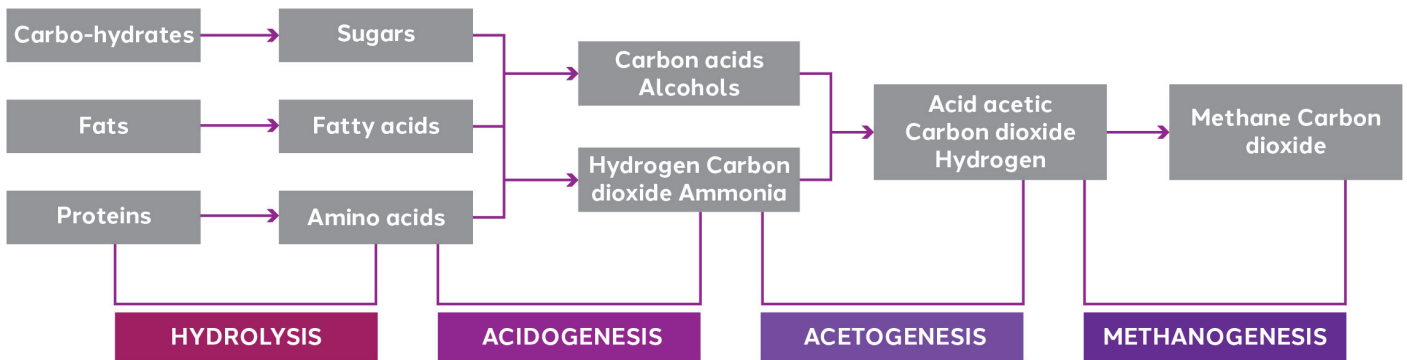 Carbo-hydrates
Sugars
Fats
Fatty acids
Proteins
Amino acids
Carbon acids
Alcohols
Hydrogen Carbon
dioxide Ammonia
Acid acetic
Carbon dioxide
Hydrogen
Methane Carbon
dioxide
HYDROLYSIS
ACIDOGENESIS
ACETOGENESIS
METHANOGENESIS